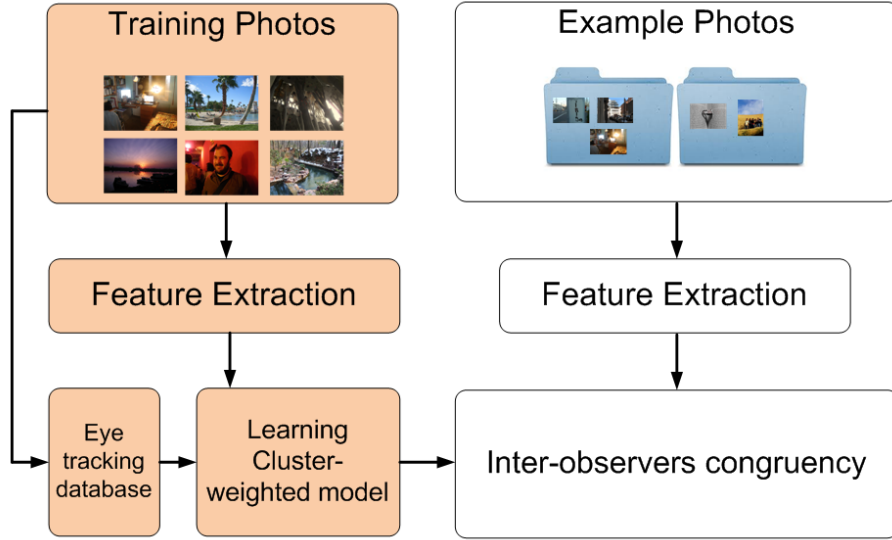 Training Photos
Example Photos
Feature Extraction
Feature Extraction
Eye
tracking
database
Learning
Cluster-
weighted model
Inter-observers congruency